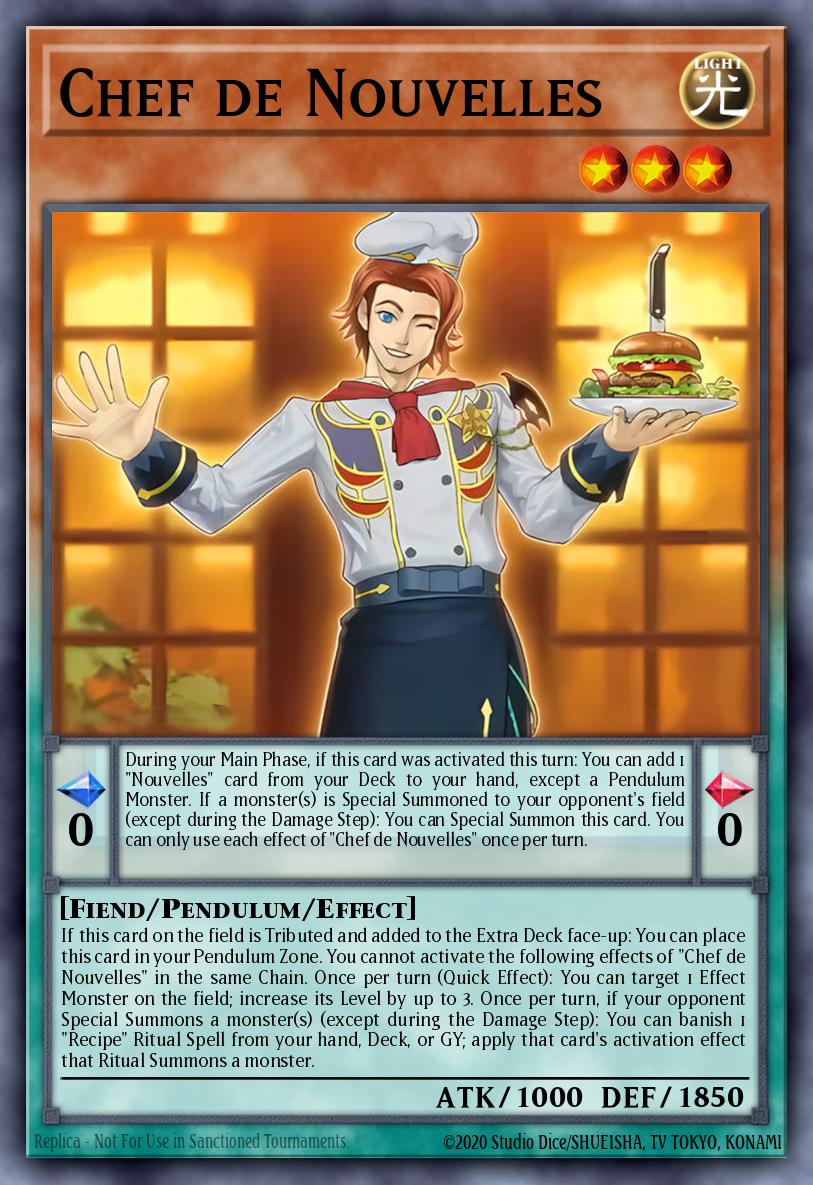 CHEF DE NOUVELLES
LIGHT
光
During your Main Phase, if this card was activated this turn: You can add 1
"Nouvelles" card from your Deck to your hand, except a Pendulum
Monster. If a monster(s) is Special Summoned to your opponent's field
(except during the Damage Step): You can Special Summon this card. You
can only use each effect of "Chef de Nouvelles" once per turn.
0
0
[FIEND/PENDULUM/EFFECT]
If this card on the field is Tributed and added to the Extra Deck face-up: You can place
this card in your Pendulum Zone. You cannot activate the following effects of "Chef de
Nouvelles" in the same Chain. Once per turn (Quick Effect): You can target 1 Effect
Monster on the field; increase its Level by up to 3. Once per turn, if your opponent
Special Summons a monster(s) (except during the Damage Step): You can banish 1
"Recipe" Ritual Spell from your hand, Deck, or GY; apply that card's activation effect
that Ritual Summons a monster.
ATK/1000 DEF/1850
Replica - Not For Use in Sanctioned Tournaments.
©2020 Studio Dice/SHUEISHA, TV TOKYO, KONAMI